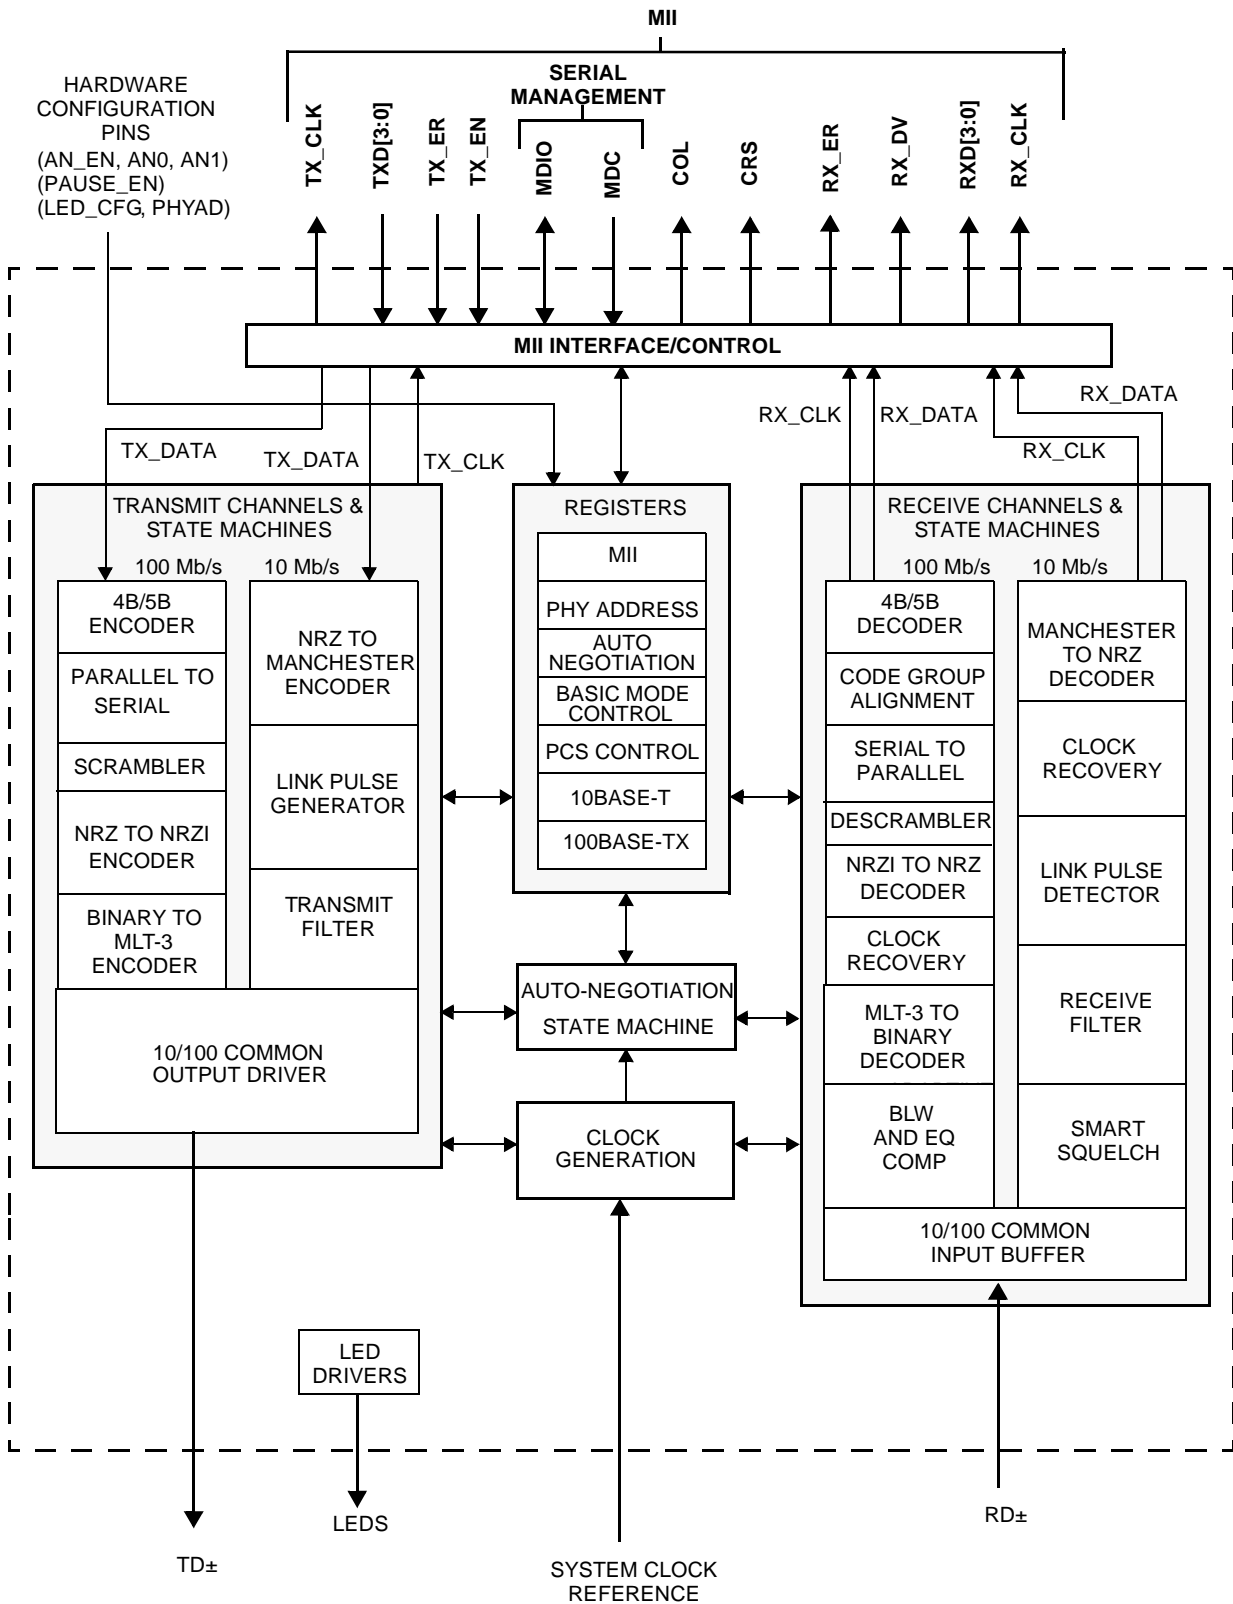 MII
HARDWARE
CONFIGURATION
PINS
(AN_EN, AN0, AN1)
(PAUSE_EN)
(LED_CFG, PHYAD)
SERIAL
MANAGEMENT
TX_CLK
TXD[3:0]
TX_ER
TX_EN
MDIO
MDC
COL
CRS
RX_ER
RX_DV
RXD[3:0]
RX_CLK
MII INTERFACE/CONTROL
TX_DATA
TX_DATA
TX_CLK
RX_CLK
RX_DATA
RX_CLK
RX_DATA
TRANSMIT CHANNELS &
STATE MACHINES
100 Mb/s
10 Mb/s
4B/5B
ENCODER
PARALLEL TO
SERIAL
SCRAMBLER
NRZ TO NRZI
ENCODER
BINARY TO
MLT-3
ENCODER
NRZ TO
MANCHESTER
ENCODER
LINK PULSE
GENERATOR
TRANSMIT
FILTER
10/100 COMMON
OUTPUT DRIVER
REGISTERS
MII
PHY ADDRESS
AUTO
NEGOTIATION
BASIC MODE
CONTROL
PCS CONTROL
10BASE-T
100BASE-TX
AUTO-NEGOTIATION
STATE MACHINE
CLOCK
GENERATION
RECEIVE CHANNELS &
STATE MACHINES
100 Mb/s
10 Mb/s
4B/5B
DECODER
CODE GROUP
ALIGNMENT
SERIAL TO
PARALLEL
DESCRAMBLER
NRZI TO NRZ
DECODER
CLOCK
RECOVERY
MLT-3 TO
BINARY
DECODER
BLW
AND EQ
COMP
MANCHESTER
TO NRZ
DECODER
CLOCK
RECOVERY
LINK PULSE
DETECTOR
RECEIVE
FILTER
SMART
SQUELCH
10/100 COMMON
INPUT BUFFER
LED
DRIVERS
LEDS
TD±
RD±
SYSTEM CLOCK
REFERENCE